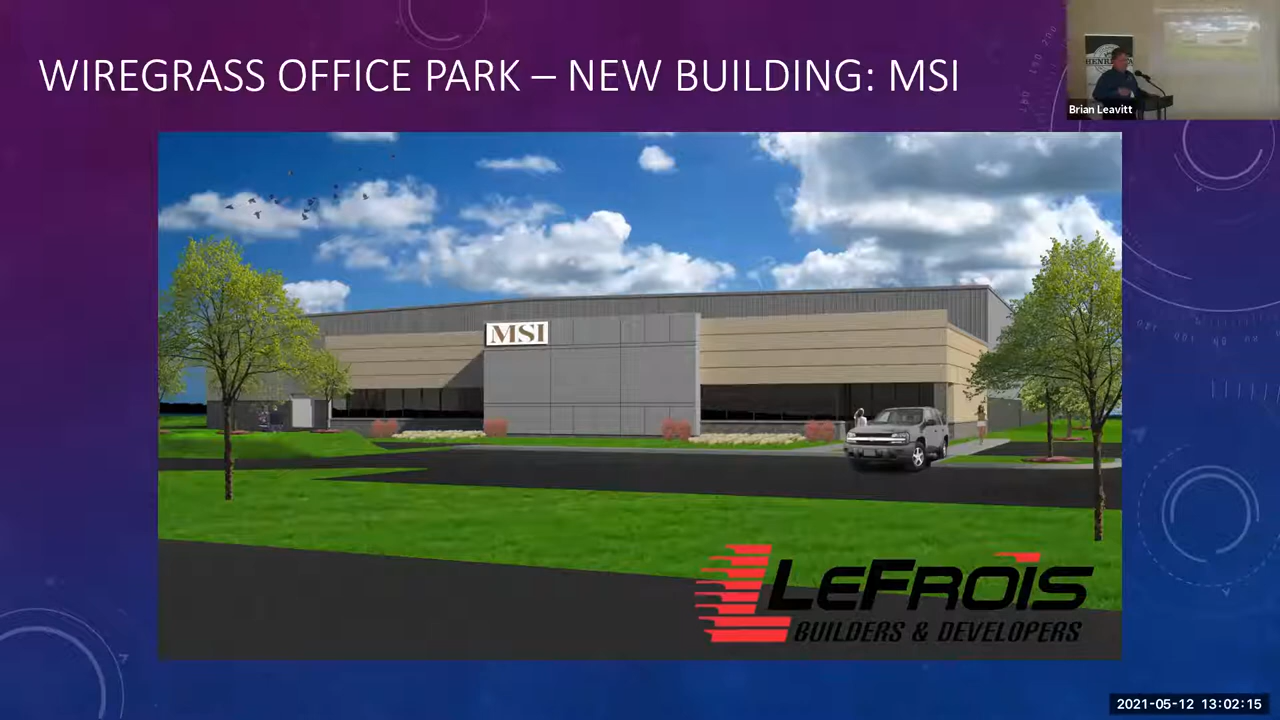 WIREGRASS OFFICE PARK – NEW BUILDING: MSI
Brian Leavitt
MSI
LEFROIS
BUILDERS & DEVELOPERS
2021-05-12 13:02:15